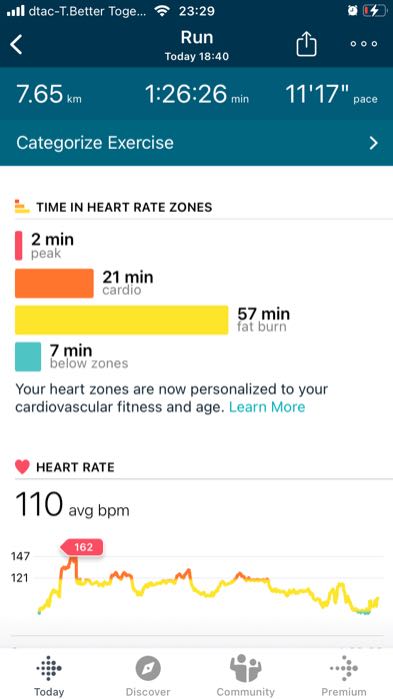 dtac-T.Better Toge... 23:29
Run
Today 18:40
7.65 km 1:26:26 min 11'17" pace
Categorize Exercise
TIME IN HEART RATE ZONES
2 min
peak
21 min
cardio
57 min
fat burn
7 min
below zones
Your heart zones are now personalized to your
cardiovascular fitness and age. Learn More
HEART RATE
110 avg bpm
162
147
121
Today Discover Community Premium